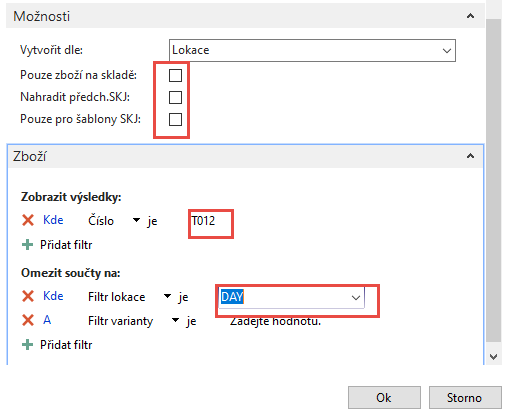 Možnosti
Vytvořit dle: Lokace
Pouze zboží na skladě:
Nahradit předch.SKJ:
Pouze pro šablony SKJ:
Zboží
Zobrazit výsledky:
Kde Číslo je T012
Přidat filtr
Omezit součty na:
Kde Filtr lokace je DAY
A Filtr varianty je Zadejte hodnotu.
Přidat filtr
Ok Storno